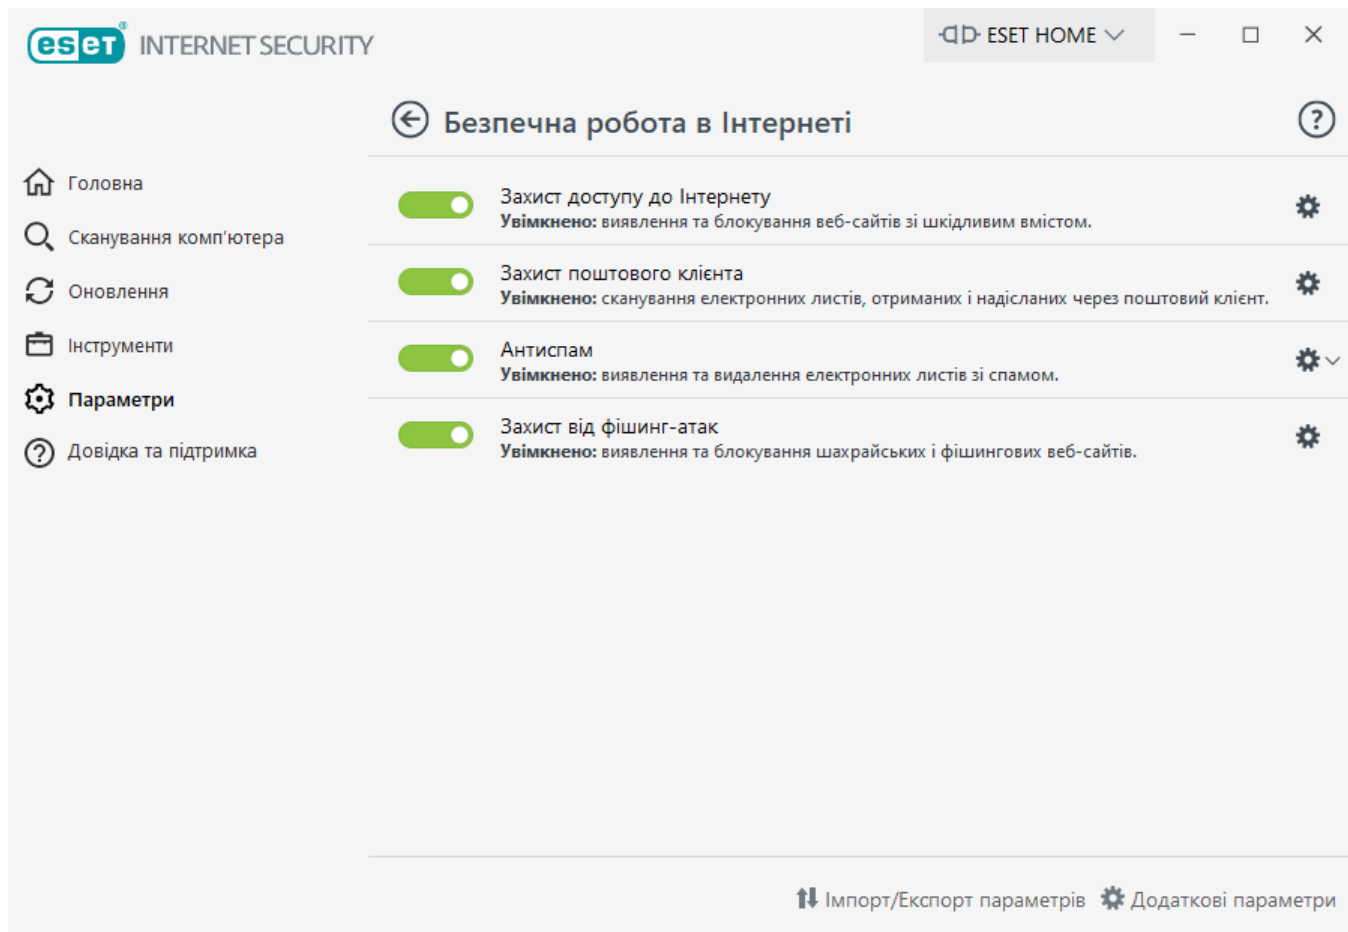 eset® INTERNET SECURITY
ESET HOME
Безпечна робота в Інтернеті
Головна
Сканування комп'ютера
Оновлення
Інструменти
Параметри
Довідка та підтримка
Захист доступу до Інтернету
Увімкнено: виявлення та блокування веб-сайтів зі шкідливим вмістом.
Захист поштового клієнта
Увімкнено: сканування електронних листів, отриманих і надісланих через поштовий клієнт.
Антиспам
Увімкнено: виявлення та видалення електронних листів зі спамом.
Захист від фішинг-атак
Увімкнено: виявлення та блокування шахрайських і фішингових веб-сайтів.
Імпорт/Експорт параметрів Додаткові параметри